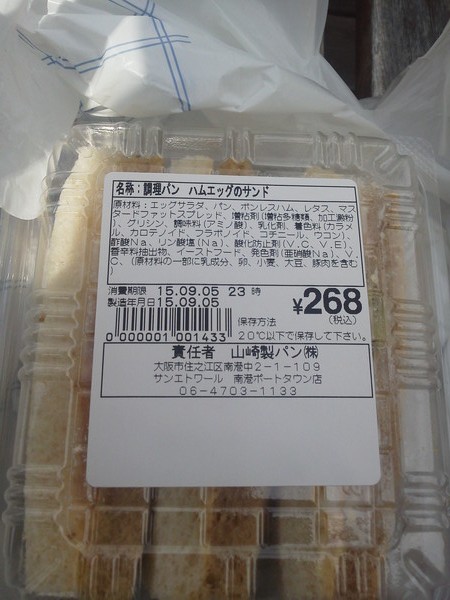 名称：調理パン　ハムエッグのサンド
原材料：エッグサラダ、パン、ボンレスハム、レタス、マス
タードファットスプレッド、増粘剤（増粘多糖類、加工澱粉
）、グリシン、調味料（アミノ酸）、乳化剤、着色料（カラメ
ル、カロテノイド、フラボノイド、コチニール、ウコン）、
酢酸Ｎａ、リン酸塩（Ｎａ）、酸化防止剤（Ｖ．Ｃ、Ｖ．Ｅ）、
香辛料抽出物、イーストフード、発色剤（亜硝酸Ｎａ）、Ｖ．
Ｃ、（原材料の一部に乳成分、卵、小麦、大豆、豚肉を含む
）
消費期限　15.09.05　23時
製造年月日15.09.05
¥268
（税込）
0000001001433
保存方法
20℃以下で保存して下さい。
責任者　山崎製パン㈱
大阪市住之江区南港中２－１－１０９
サンエトワール　南港ポートタウン店
０６－４７０３－１１３３